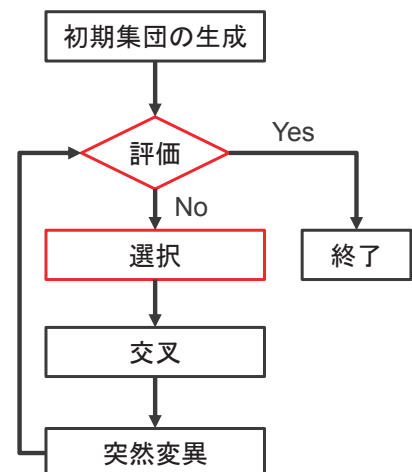 初期集団の生成
評価
Yes
No
選択
終了
交叉
突然変異